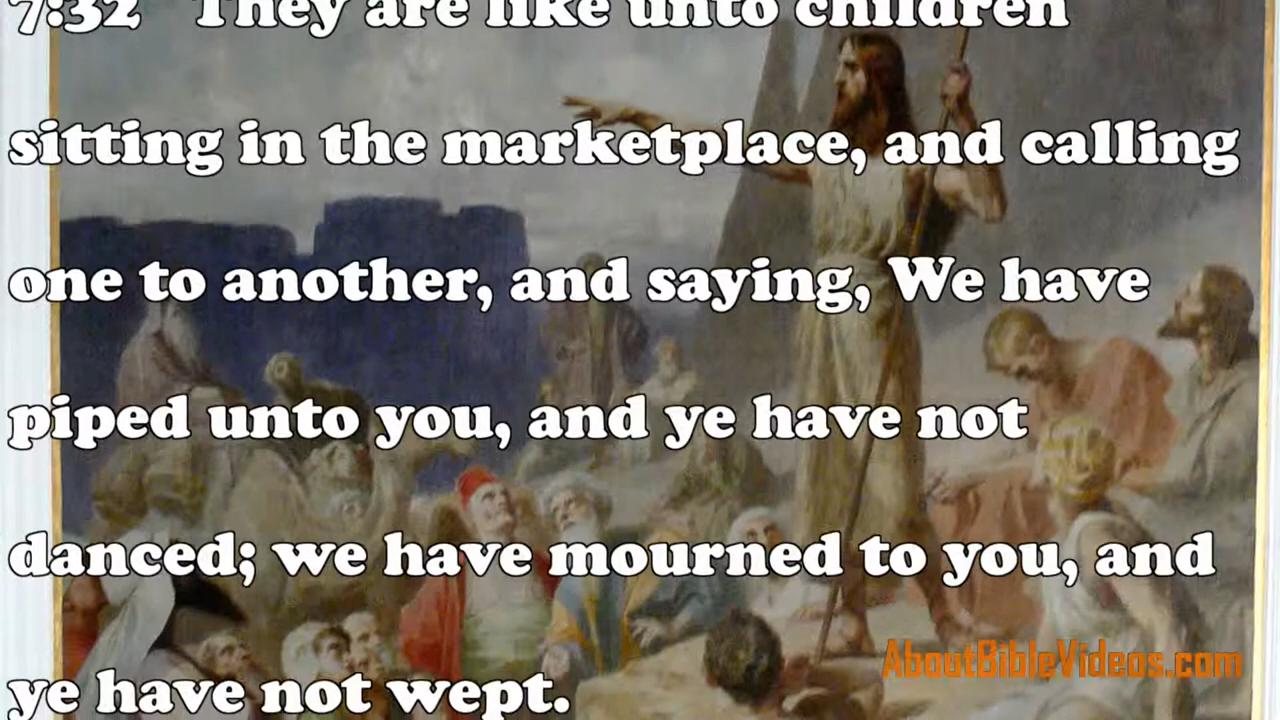 7:32 They are like unto children
sitting in the marketplace, and calling
one to another, and saying, We have
piped unto you, and ye have not
danced; we have mourned to you, and
ye have not wept.
AboutBibleVideos.com